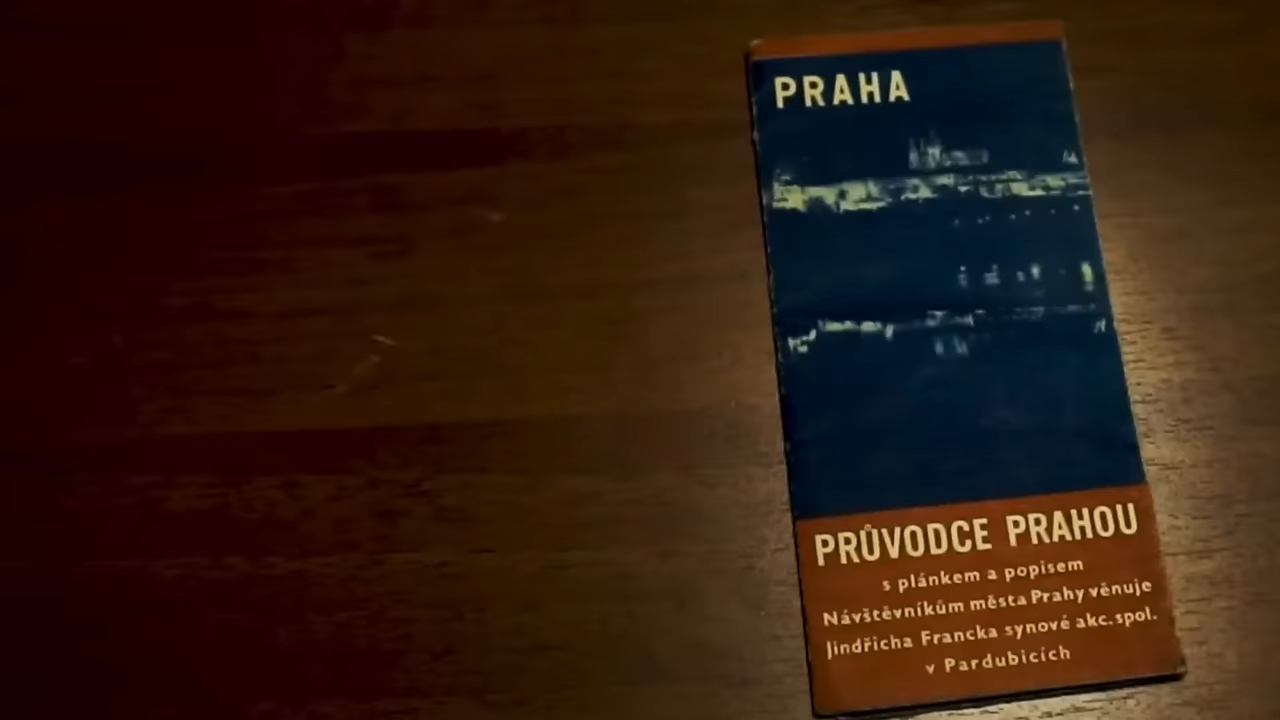 PRAHA
PRŮVODCE PRAHOU
s plánkem a popisem
Návštěvníkům města Prahy věnuje
Jindřicha Francka synové akc. spol.
v Pardubicích